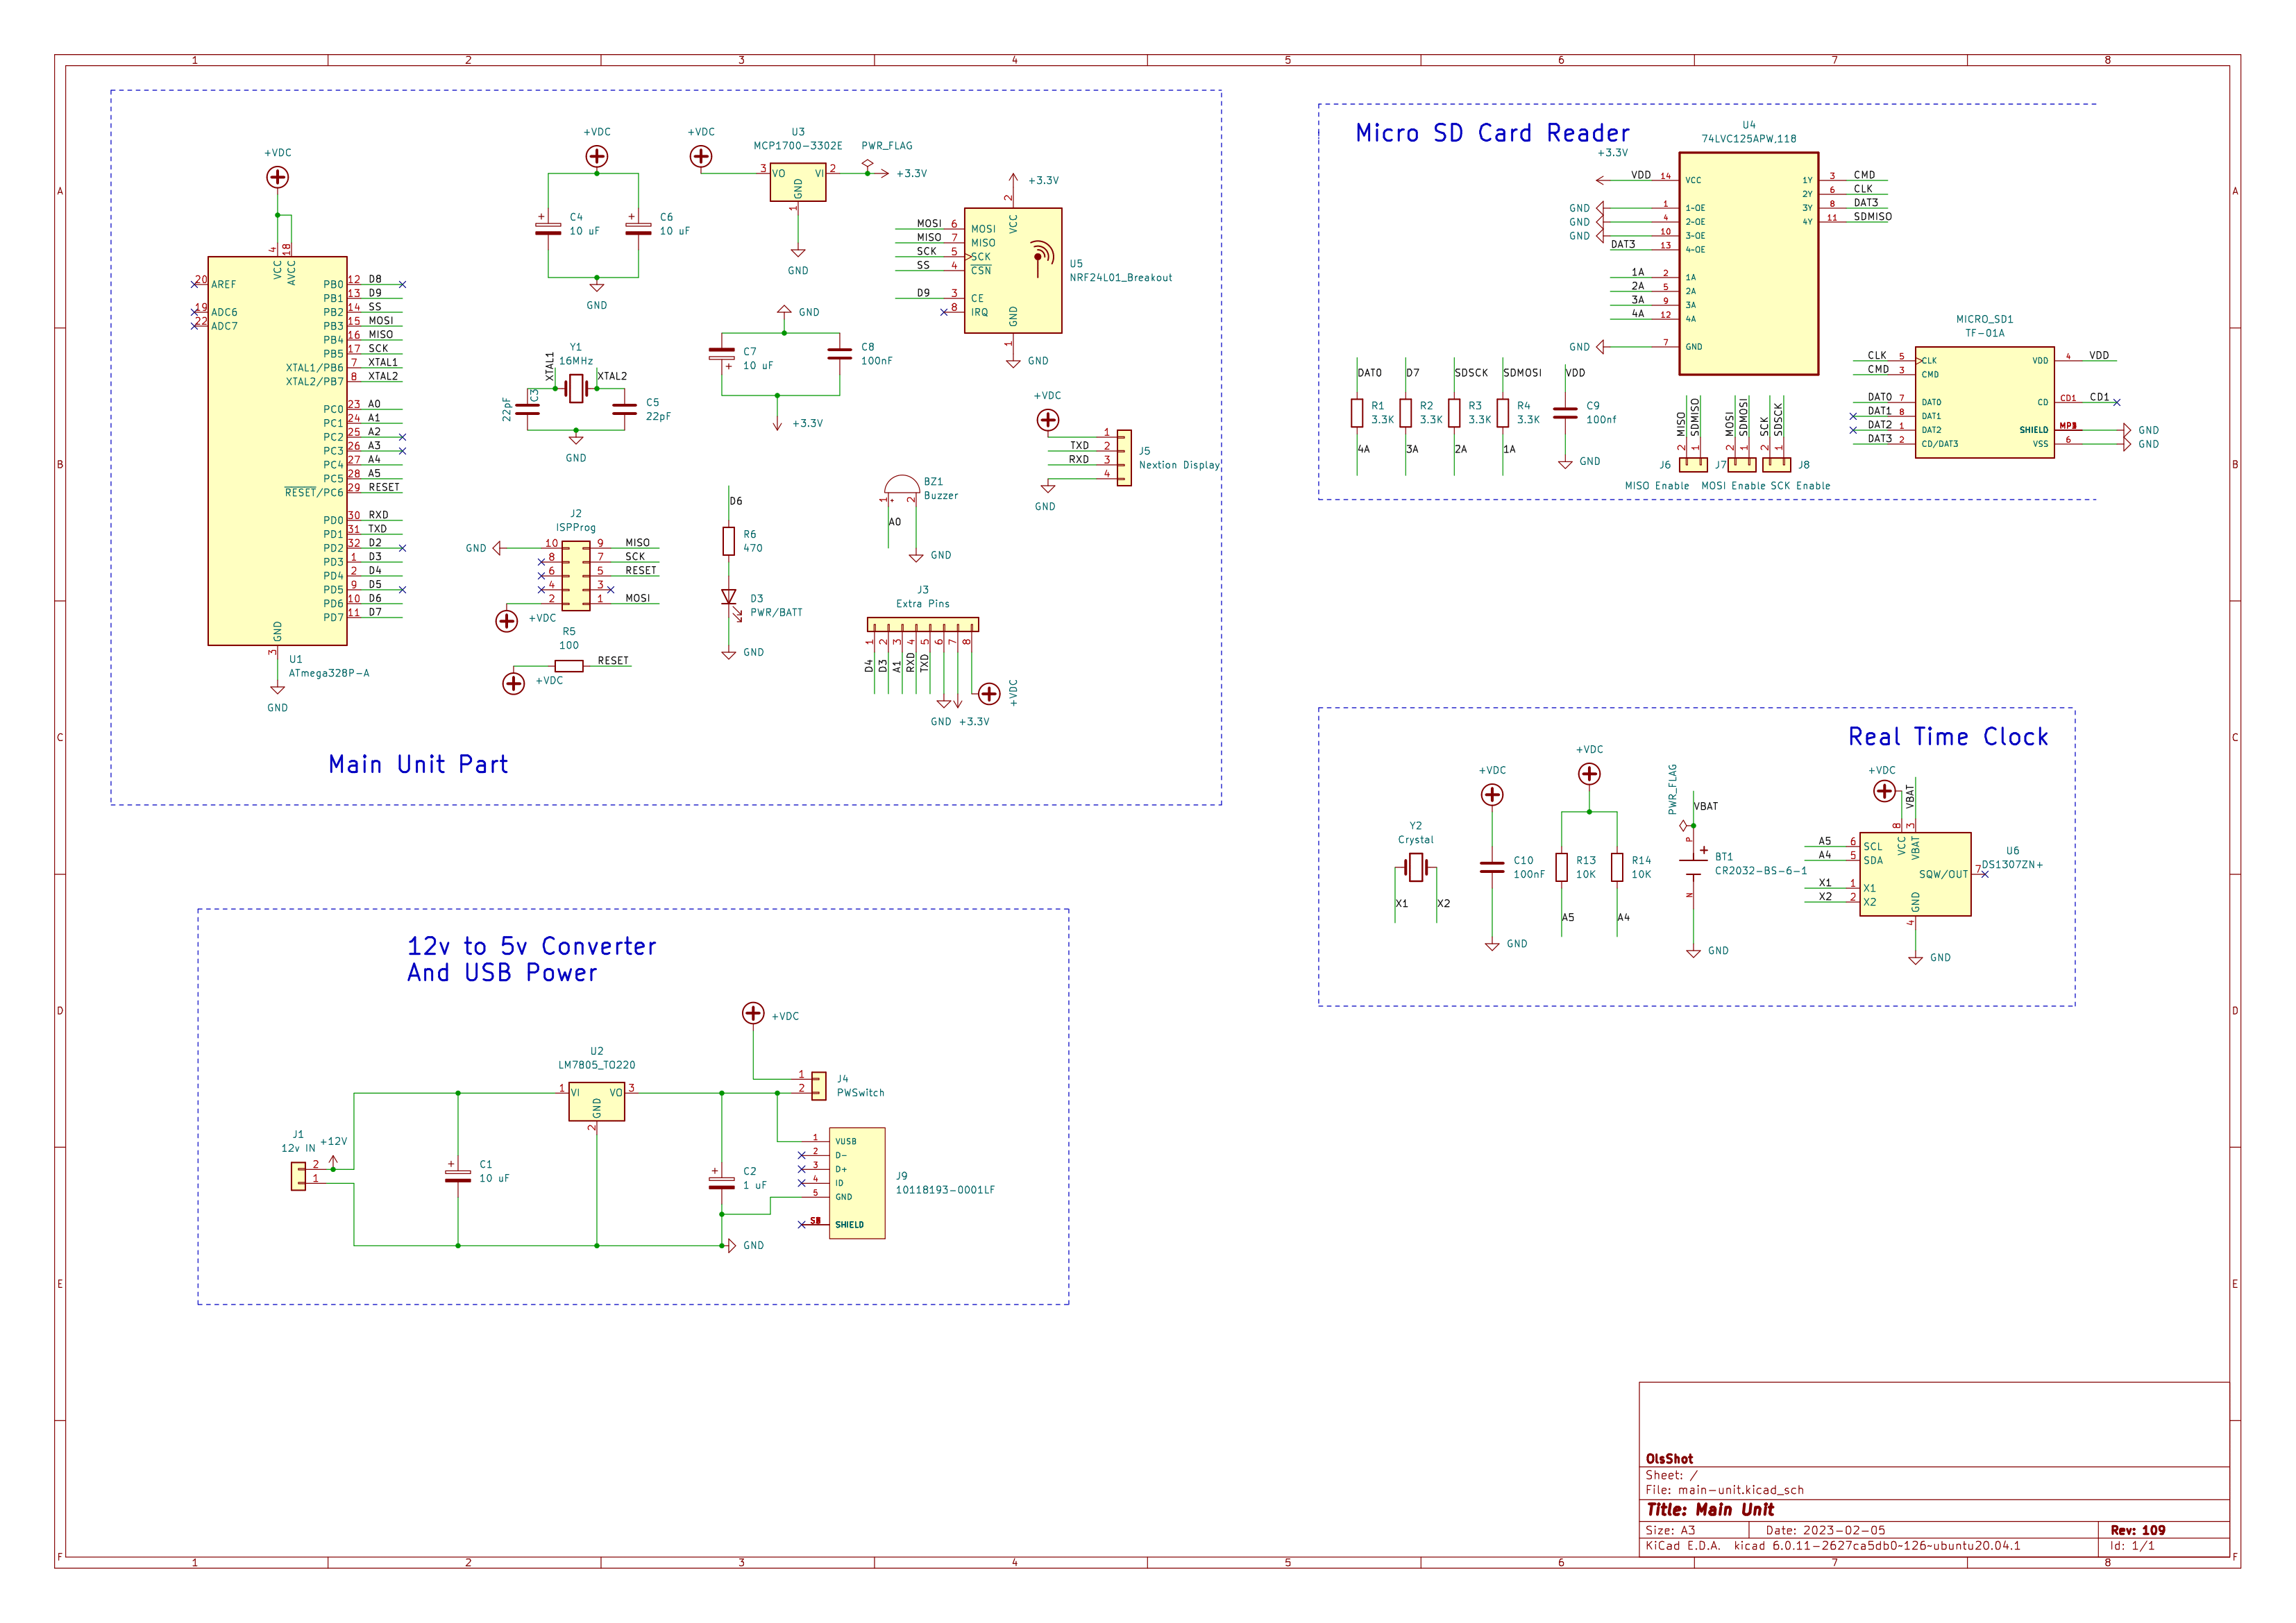 1 2 3 4 5 6 7 8
A
B
C
D
E
F
+VDC
4 18
VCC AVCC
20 AREF
19 ADC6
22 ADC7
PB0 12 D8
PB1 13 D9
PB2 14 SS
PB3 15 MOSI
PB4 16 MISO
PB5 17 SCK
XTAL1/PB6 7 XTAL1
XTAL2/PB7 8 XTAL2
PC0 23 A0
PC1 24 A1
PC2 25 A2
PC3 26 A3
PC4 27 A4
PC5 28 A5
RESET/PC6 29 RESET
PD0 30 RXD
PD1 31 TXD
PD2 32 D2
PD3 1 D3
PD4 2 D4
PD5 9 D5
PD6 10 D6
PD7 11 D7
GND
3
U1
ATmega328P-A
GND
+VDC
+
C4
10 uF
+
C6
10 uF
GND
+VDC
U3
MCP1700-3302E
3 VO VI 2
GND
1
GND
PWR_FLAG
+3.3V
+3.3V
2
VCC
MOSI 6 MOSI
MISO 7 MISO
SCK 5 SCK
SS 4 CSN
D9 3 CE
8 IRQ
GND
1
GND
U5
NRF24L01_Breakout
GND
C7
10 uF
+
C8
100nF
+3.3V
Y1
16MHz
XTAL1
XTAL2
C3
22pF
C5
22pF
GND
+VDC
1
TXD 2
RXD 3
4
GND
J5
Nextion Display
BZ1
Buzzer
1 + 2
A0
GND
J2
ISPProg
GND 10 9 MISO
8 7 SCK
6 5 RESET
4 3
2 1 MOSI
+VDC
R5
100
RESET
+VDC
D6
R6
470
D3
PWR/BATT
GND
J3
Extra Pins
1 2 3 4 5 6 7 8
D4 D3 A1 RXD TXD
GND +3.3V
+VDC
Main Unit Part
Micro SD Card Reader
U4
74LVC125APW,118
+3.3V
VDD 14 VCC
GND 1 1-OE
GND 4 2-OE
GND 10 3-OE
DAT3 13 4-OE
1A 2 1A
2A 5 2A
3A 9 3A
4A 12 4A
GND 7 GND
1Y 3 CMD
2Y 6 CLK
3Y 8 DAT3
4Y 11 SDMISO
DAT0
R1
3.3K
4A
D7
R2
3.3K
3A
SDSCK
R3
3.3K
2A
SDMOSI
R4
3.3K
1A
VDD
C9
100nf
GND
MISO SDMISO
2 1
J6
MISO Enable
MOSI SDMOSI
2 1
J7
MOSI Enable
SCK SDSCK
2 1
J8
SCK Enable
MICRO_SD1
TF-01A
CLK 5 CLK
CMD 3 CMD
DAT0 7 DAT0
DAT1 8 DAT1
DAT2 1 DAT2
DAT3 2 CD/DAT3
VDD 4 VDD
CD CD1 CD1
SHIELD GND
VSS 6 GND
Real Time Clock
Y2
Crystal
X1
X2
+VDC
C10
100nF
GND
+VDC
R13
10K
A5
R14
10K
A4
PWR_FLAG
VBAT
P
+
BT1
CR2032-BS-6-1
N
GND
+VDC
VBAT
8 3
VCC VBAT
A5 6 SCL
A4 5 SDA
X1 1 X1
X2 2 X2
SQW/OUT 7
GND
4
GND
U6
DS1307ZN+
12v to 5v Converter
And USB Power
+VDC
U2
LM7805_TO220
1 VI VO 3
GND
2
J4
PWSwitch
1
2
J1
12v IN
+12V
2
1
+
C1
10 uF
+
C2
1 uF
GND
1 VUSB
2 D-
3 D+
4 ID
5 GND
SHIELD
J9
10118193-0001LF
OlsShot
Sheet: /
File: main-unit.kicad_sch
Title: Main Unit
Size: A3 Date: 2023-02-05 Rev: 109
KiCad E.D.A. kicad 6.0.11-2627ca5db0~126~ubuntu20.04.1 Id: 1/1
1 2 3 4 5 6 7 8
A
B
C
D
E
F